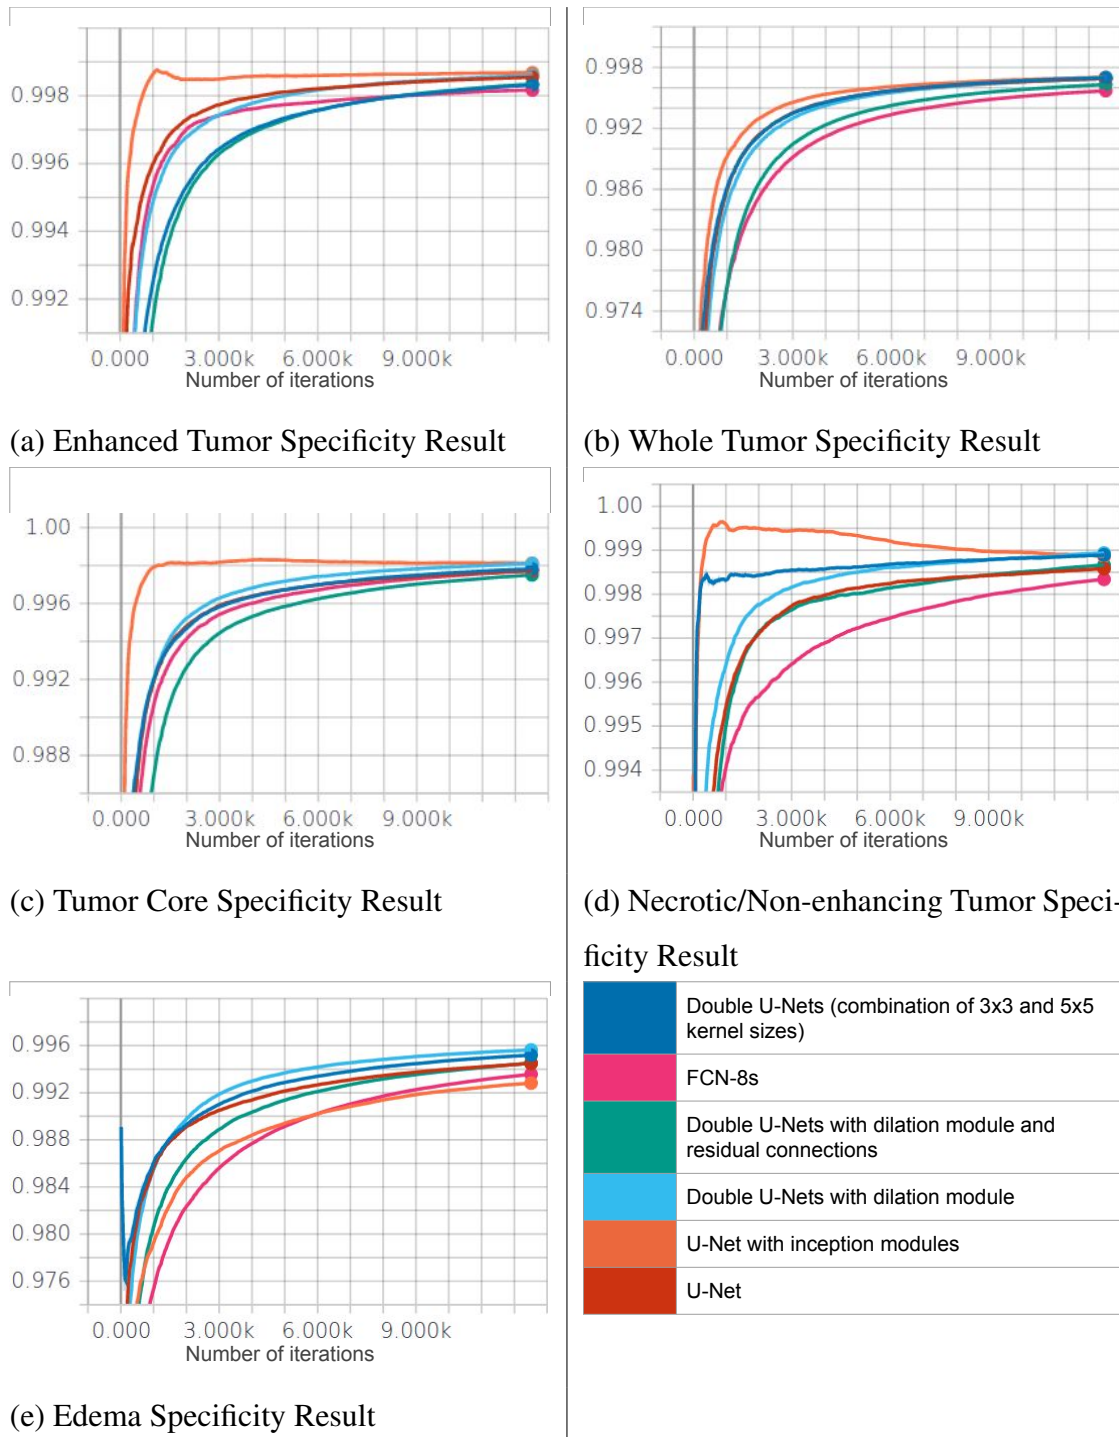 0.998
0.996
0.994
0.992
0.000 3.000k 6.000k 9.000k
Number of iterations
(a) Enhanced Tumor Specificity Result
0.998
0.992
0.986
0.980
0.974
0.000 3.000k 6.000k 9.000k
Number of iterations
(b) Whole Tumor Specificity Result
1.00
0.996
0.992
0.988
0.000 3.000k 6.000k 9.000k
Number of iterations
(c) Tumor Core Specificity Result
1.00
0.999
0.998
0.997
0.996
0.995
0.994
0.000 3.000k 6.000k 9.000k
Number of iterations
(d) Necrotic/Non-enhancing Tumor Speci-
ficity Result
0.996
0.992
0.988
0.984
0.980
0.976
0.000 3.000k 6.000k 9.000k
Number of iterations
(e) Edema Specificity Result
Double U-Nets (combination of 3x3 and 5x5
kernel sizes)
FCN-8s
Double U-Nets with dilation module and
residual connections
Double U-Nets with dilation module
U-Net with inception modules
U-Net